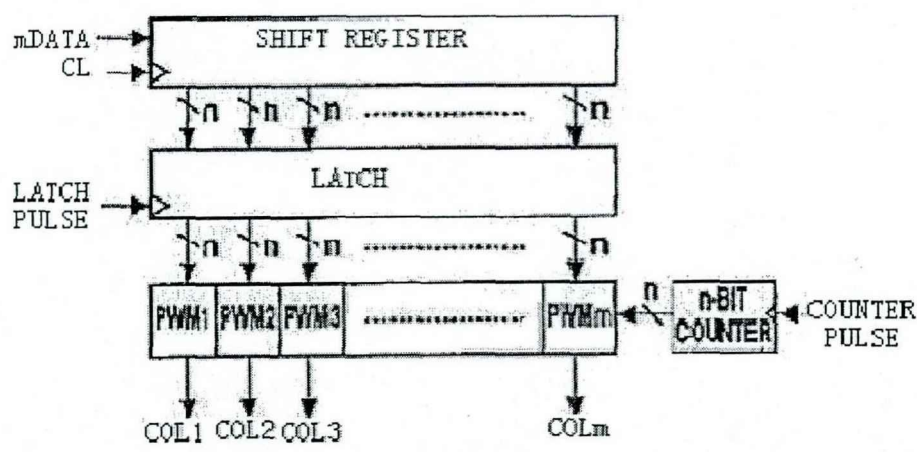 mDATA
CL
SHIFT REGISTER
n n n n
LATCH
PULSE
LATCH
n n n n
PWM1 PWM2 PWM3 PWMm
n
n-BIT
COUNTER
COUNTER
PULSE
COL1 COL2 COL3 COLm